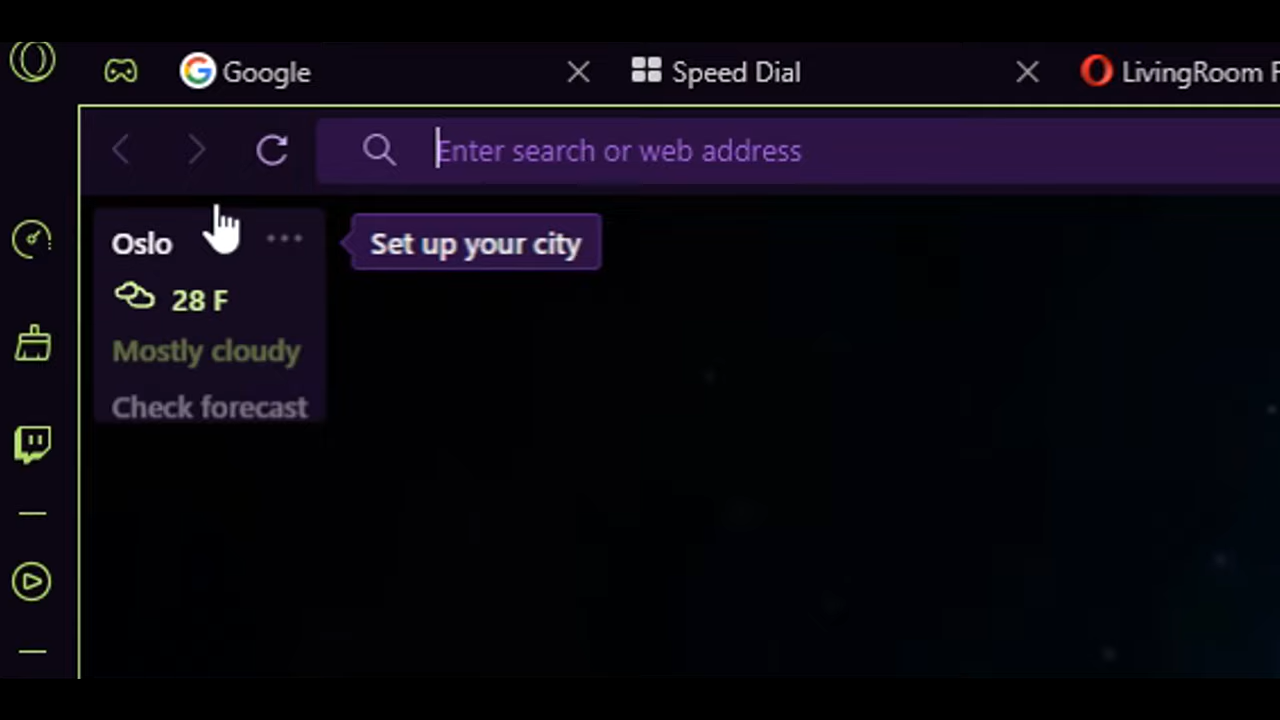 Google
Speed Dial
LivingRoom F
Enter search or web address
Oslo
Set up your city
28 F
Mostly cloudy
Check forecast